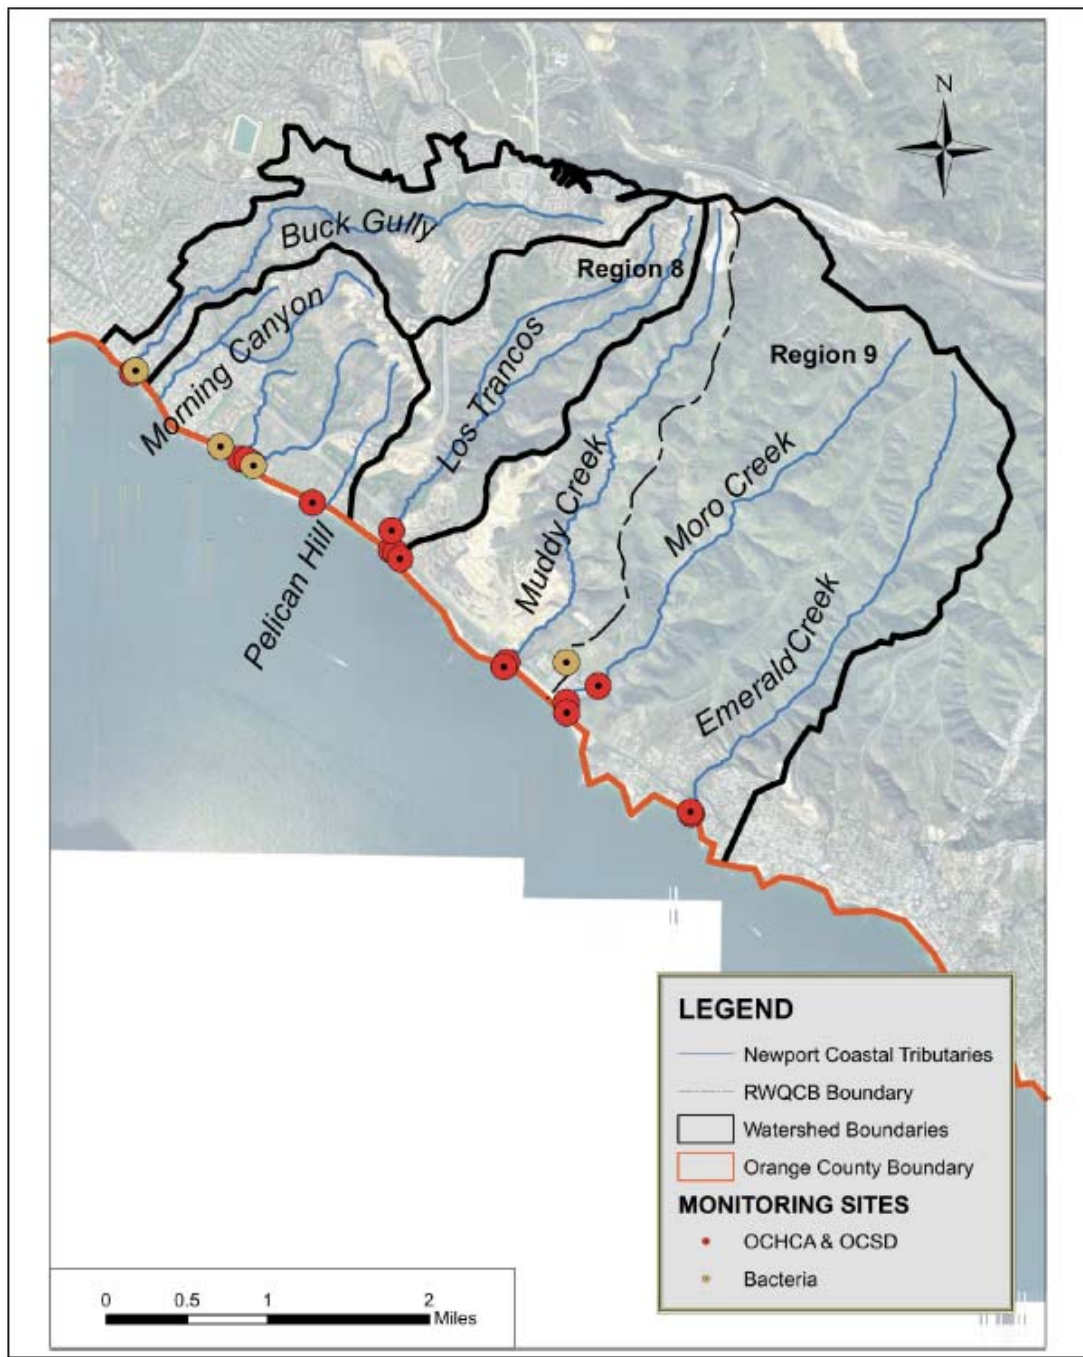 N
Buck Gully
Region 8
Morning Canyon
Los Trancos
Region 9
Muddy Creek
Moro Creek
Pelican Hill
Emerald Creek
LEGEND
Newport Coastal Tributaries
RWQCB Boundary
Watershed Boundaries
Orange County Boundary
MONITORING SITES
OCHCA & OCSD
Bacteria
0 0.5 1 2
Miles